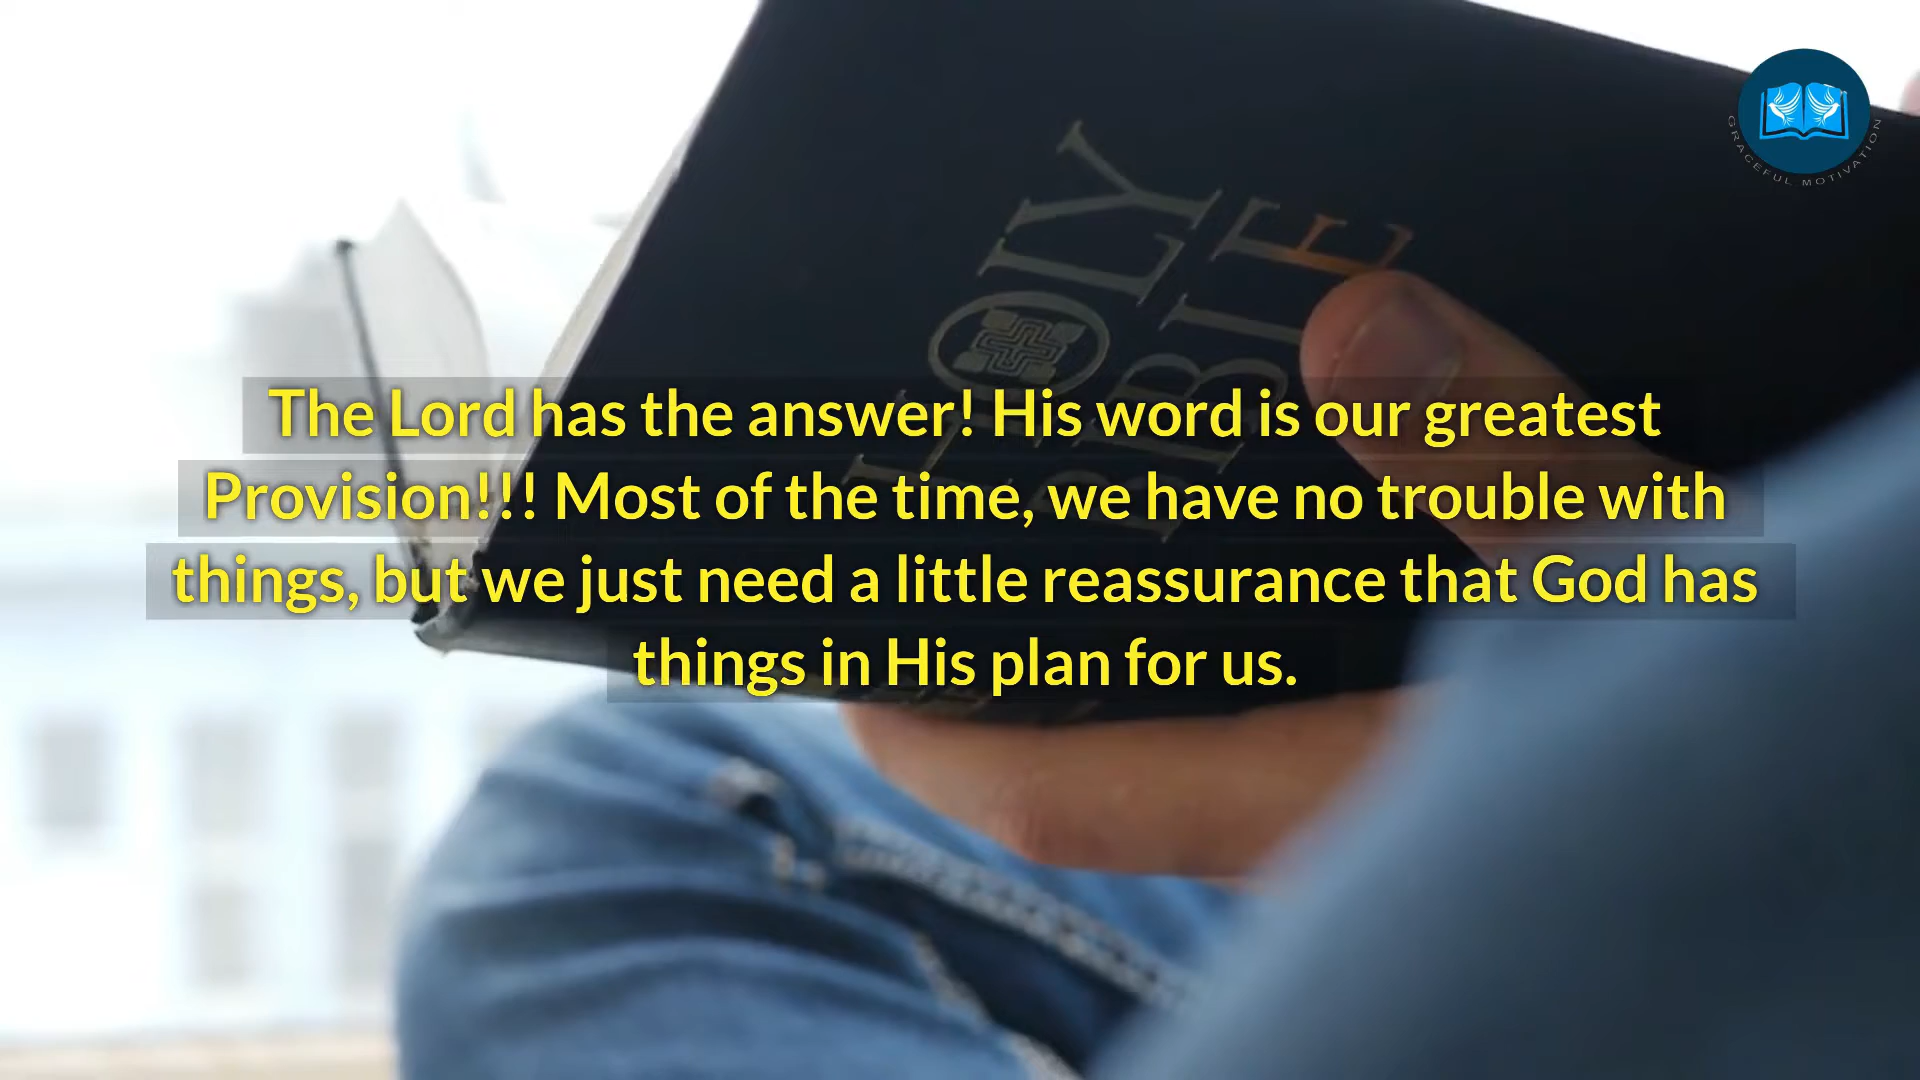 GRACEFUL MOTIVATION
HOLY
BIBLE
The Lord has the answer! His word is our greatest
Provision!!! Most of the time, we have no trouble with
things, but we just need a little reassurance that God has
things in His plan for us.